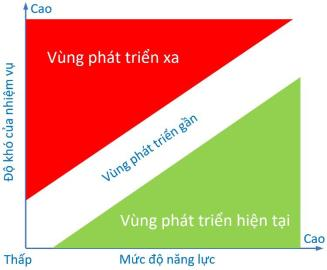 Cao
Vùng phát triển xa
Độ khó của nhiệm vụ
Vùng phát triển gần
Vùng phát triển hiện tại
Cao
Thấp
Mức độ năng lực